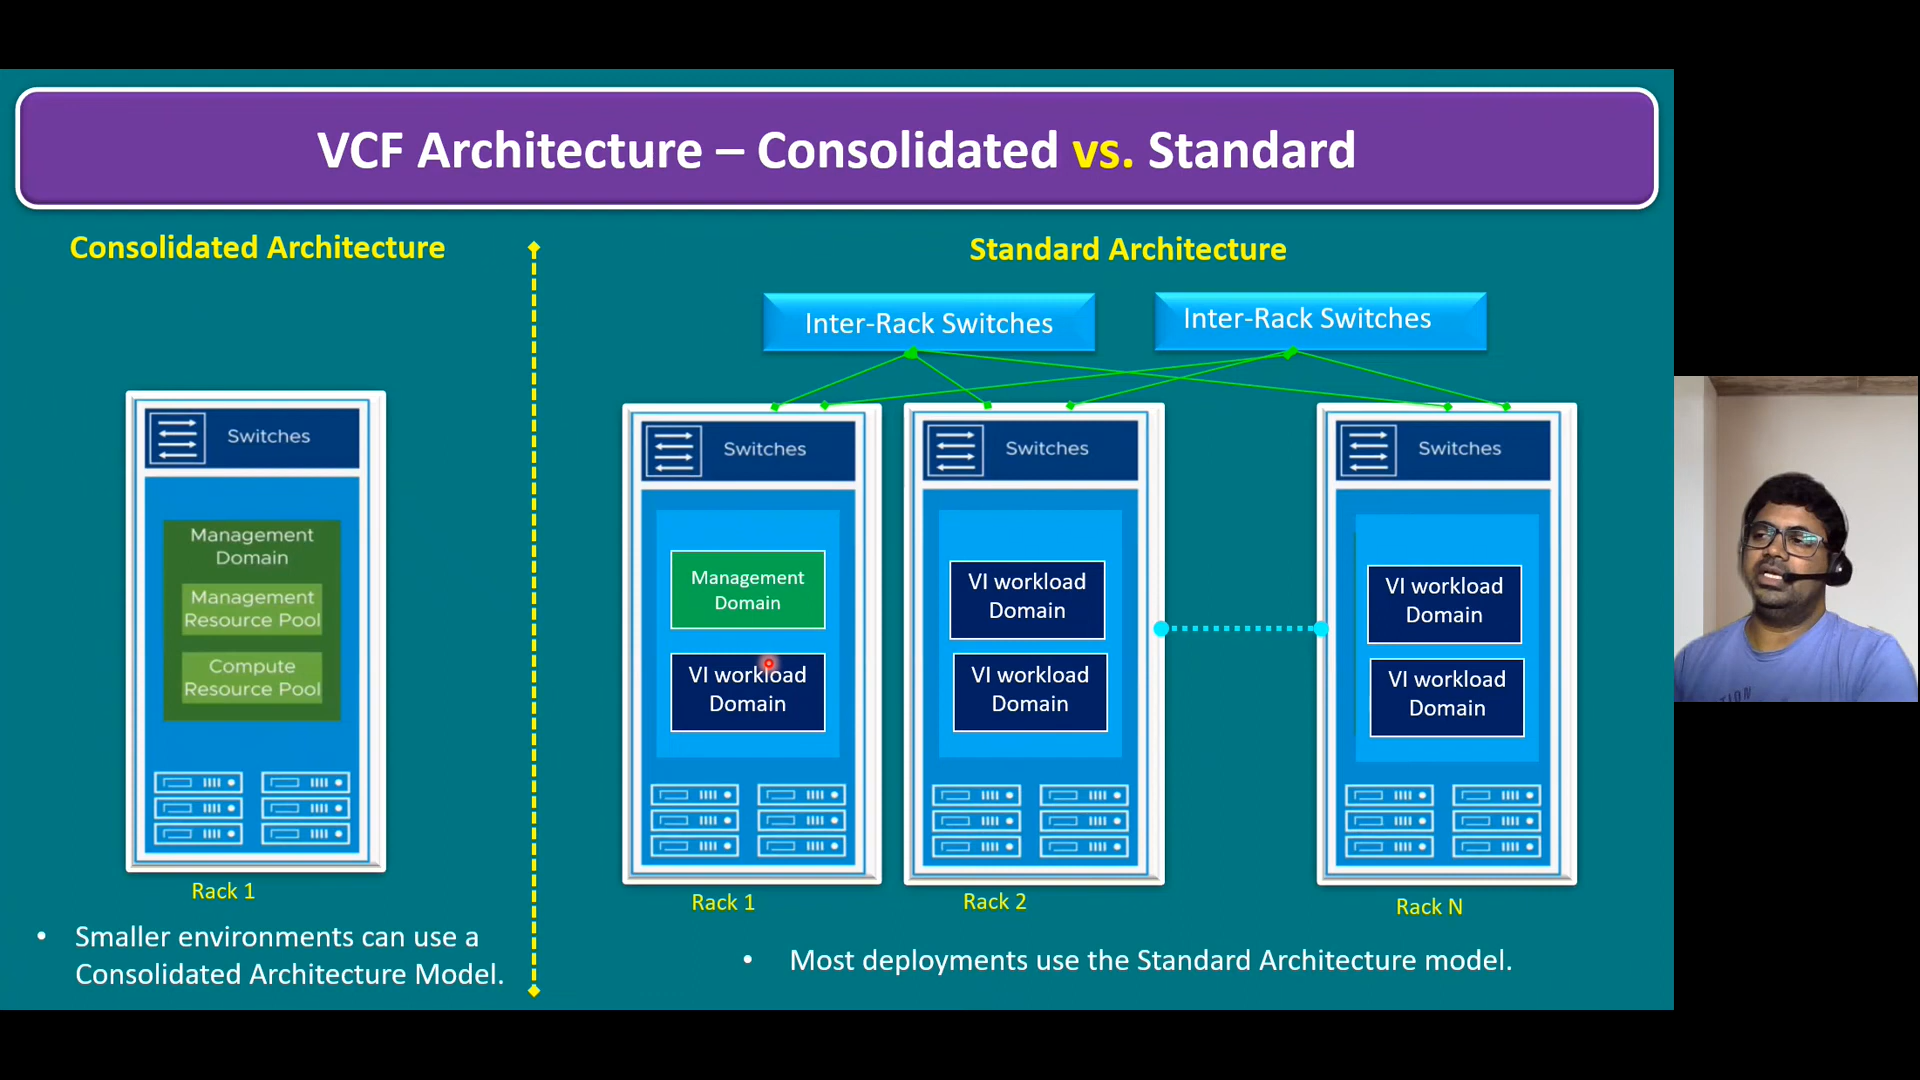 VCF Architecture – Consolidated vs. Standard
Consolidated Architecture
Switches
Management
Domain
Management
Resource Pool
Compute
Resource Pool
Rack 1
• Smaller environments can use a
Consolidated Architecture Model.
Standard Architecture
Inter-Rack Switches
Inter-Rack Switches
Switches
Management
Domain
VI workload
Domain
Rack 1
Switches
VI workload
Domain
VI workload
Domain
Rack 2
Switches
VI workload
Domain
VI workload
Domain
Rack N
• Most deployments use the Standard Architecture model.